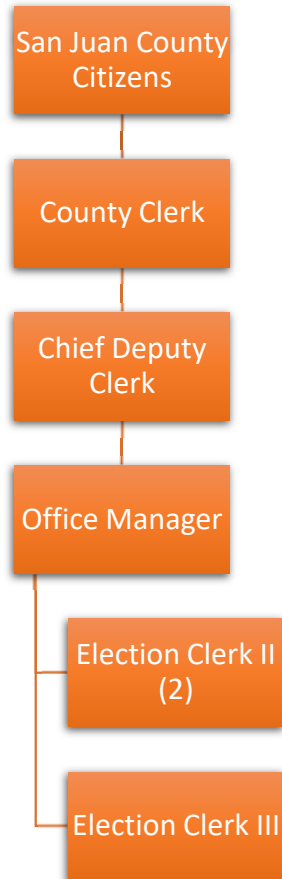 San Juan County
Citizens
County Clerk
Chief Deputy
Clerk
Office Manager
Election Clerk II
(2)
Election Clerk III